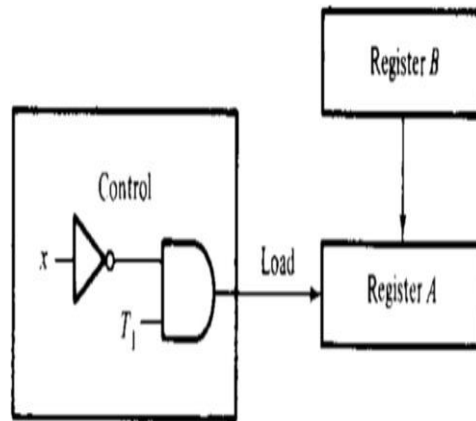 Register B
Control
x
T₁
Load
Register A